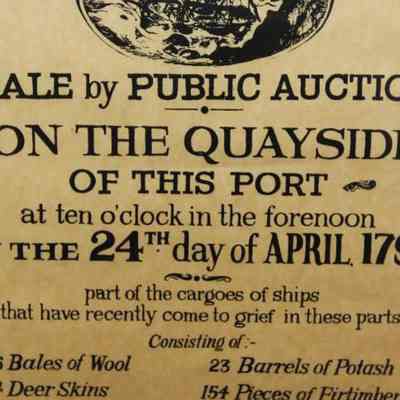 ALE by PUBLIC AUCTIO
ON THE QUAYSIDE
OF THIS PORT
at ten o'clock in the forenoon
THE 24TH day of APRIL, 179
part of the cargoes of ships
that have recently come to grief in these parts
Consisting of:-
Bales of Wool 23 Barrels of Potash
Deer Skins 154 Pieces of Firtimber